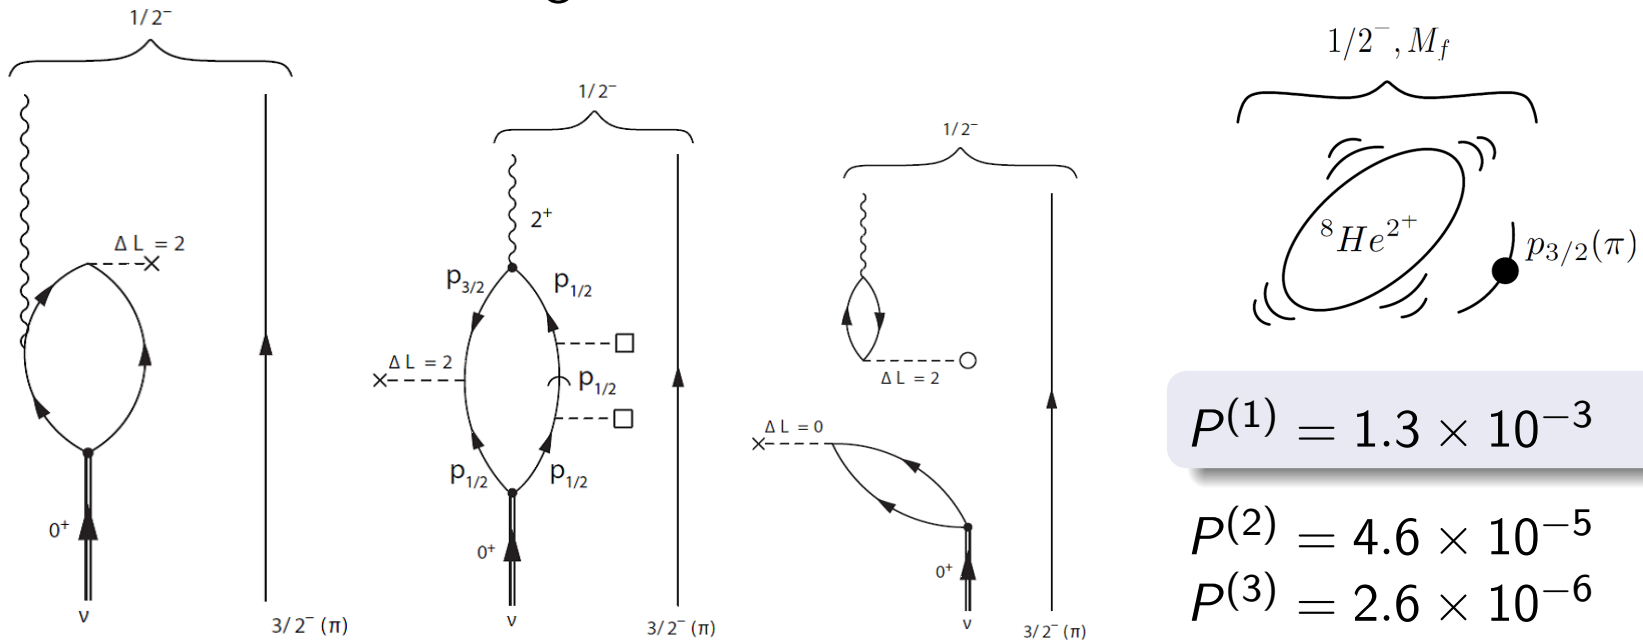 1/2⁻
ΔL = 2
0⁺
ν
3/2⁻(π)
1/2⁻
2⁺
p3/2
p1/2
ΔL = 2
p1/2
p1/2
p1/2
0⁺
ν
3/2⁻(π)
1/2⁻
ΔL = 2
ΔL = 0
0⁺
ν
3/2⁻(π)
1/2⁻, M_f
⁸He²⁺
p3/2(π)
P⁽¹⁾ = 1.3 × 10⁻³
P⁽²⁾ = 4.6 × 10⁻⁵
P⁽³⁾ = 2.6 × 10⁻⁶